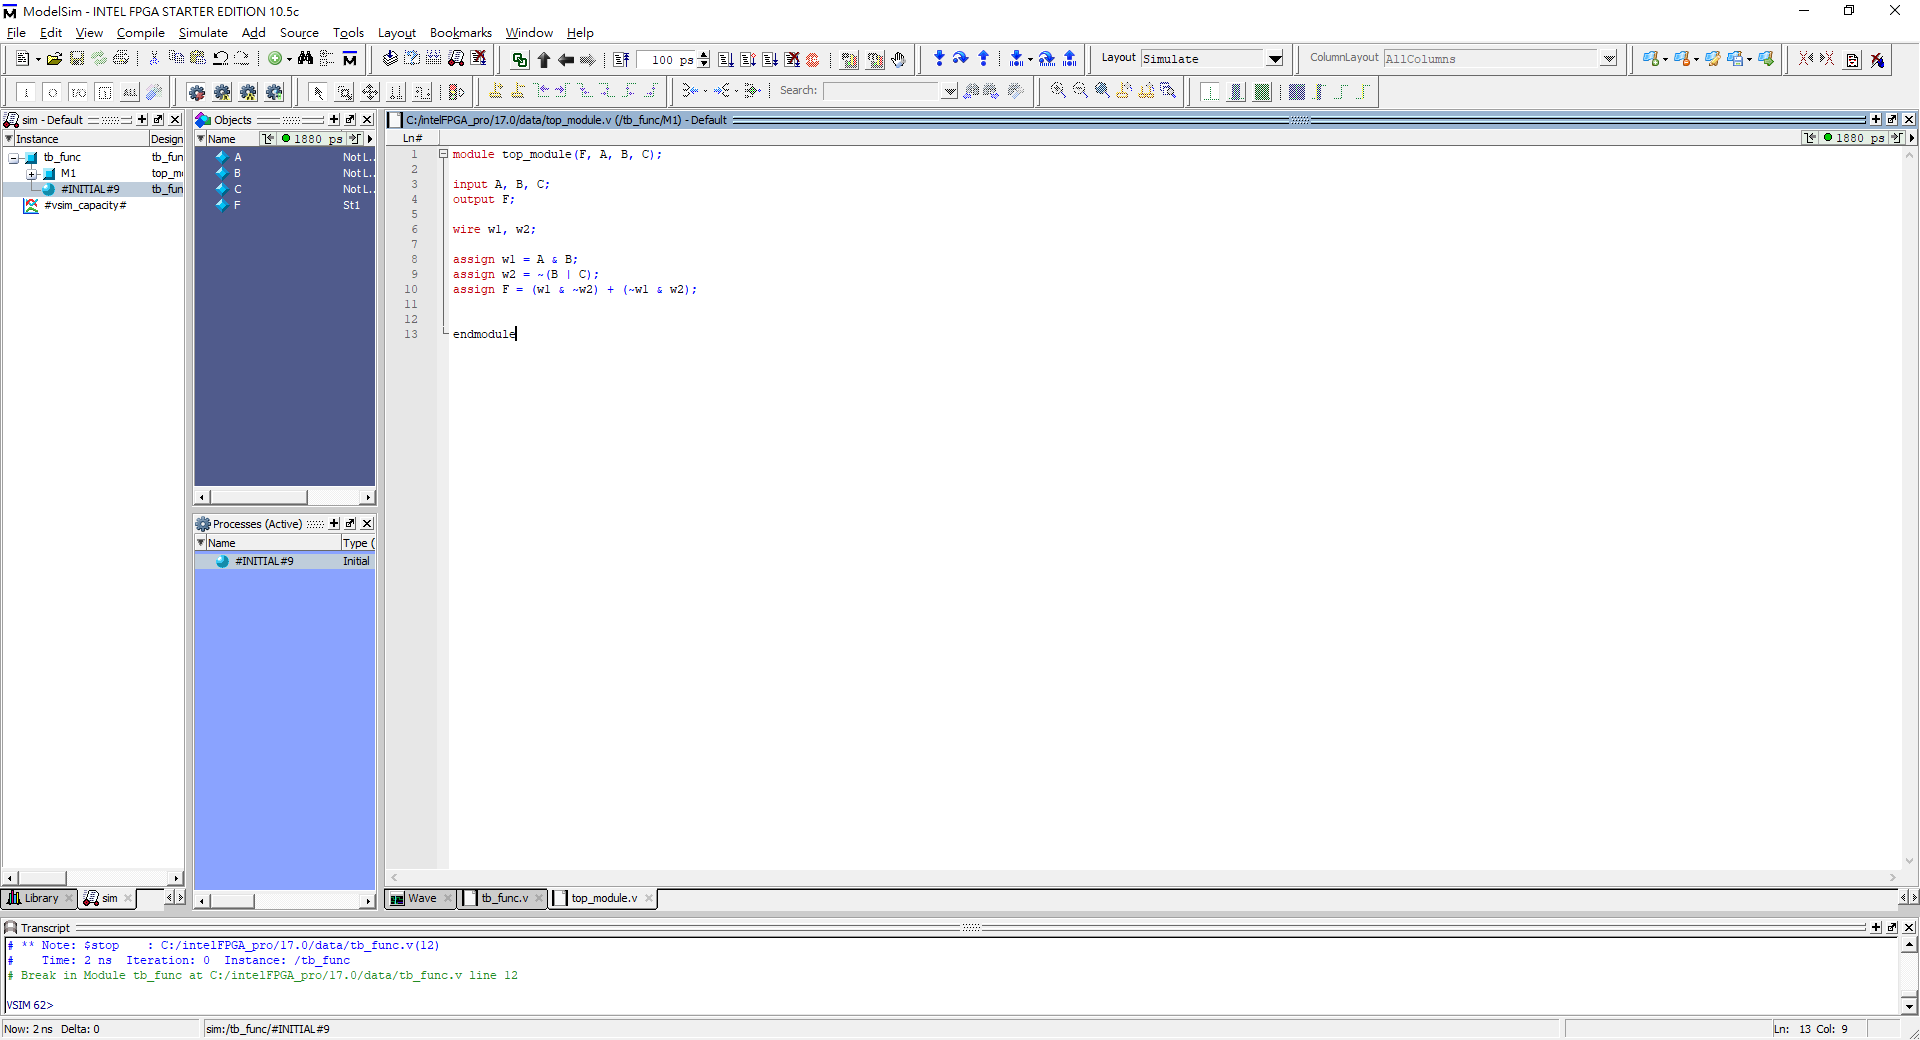 ModelSim - INTEL FPGA STARTER EDITION 10.5c
File Edit View Compile Simulate Add Source Tools Layout Bookmarks Window Help
100 ps
Layout Simulate
ColumnLayout AllColumns
Search:
sim - Default
Instance Design
tb_func tb_fun
M1 top_m
#INITIAL#9 tb_fun
#vsim_capacity#
Library sim
Objects
Name 1880 ps
A Not L..
B Not L..
C Not L..
F St1
Processes (Active)
Name Type (
#INITIAL#9 Initial
C:/intelFPGA_pro/17.0/data/top_module.v (/tb_func/M1) - Default
Ln# 1880 ps
1 module top_module(F, A, B, C);
2
3 input A, B, C;
4 output F;
5
6 wire w1, w2;
7
8 assign w1 = A & B;
9 assign w2 = ~(B | C);
10 assign F = (w1 & ~w2) + (~w1 & w2);
11
12
13 endmodule
Wave tb_func.v top_module.v
Transcript
# ** Note: $stop : C:/intelFPGA_pro/17.0/data/tb_func.v(12)
# Time: 2 ns Iteration: 0 Instance: /tb_func
# Break in Module tb_func at C:/intelFPGA_pro/17.0/data/tb_func.v line 12
VSIM 62>
Now: 2 ns Delta: 0 sim:/tb_func/#INITIAL#9 Ln: 13 Col: 9